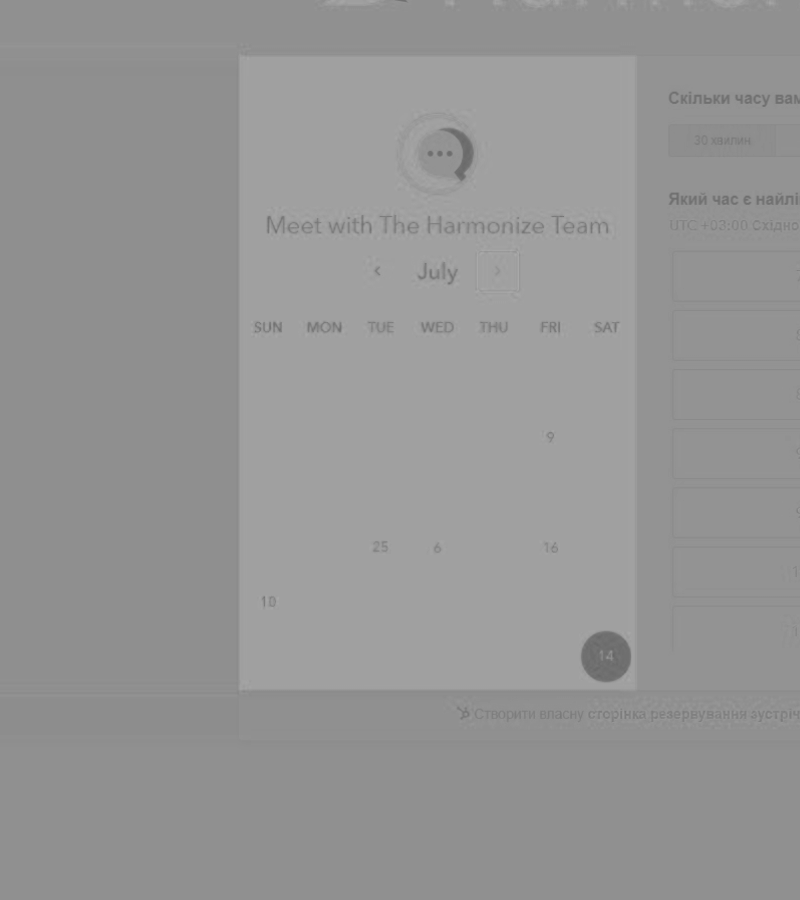 Meet with The Harmonize Team
July
SUN MON TUE WED THU FRI SAT
9
25 6 16
10
14
Скільки часу вам
30 хвилин
Який час є найлі
UTC +03:00 Східно
Створити власну сторінка резервування зустріч